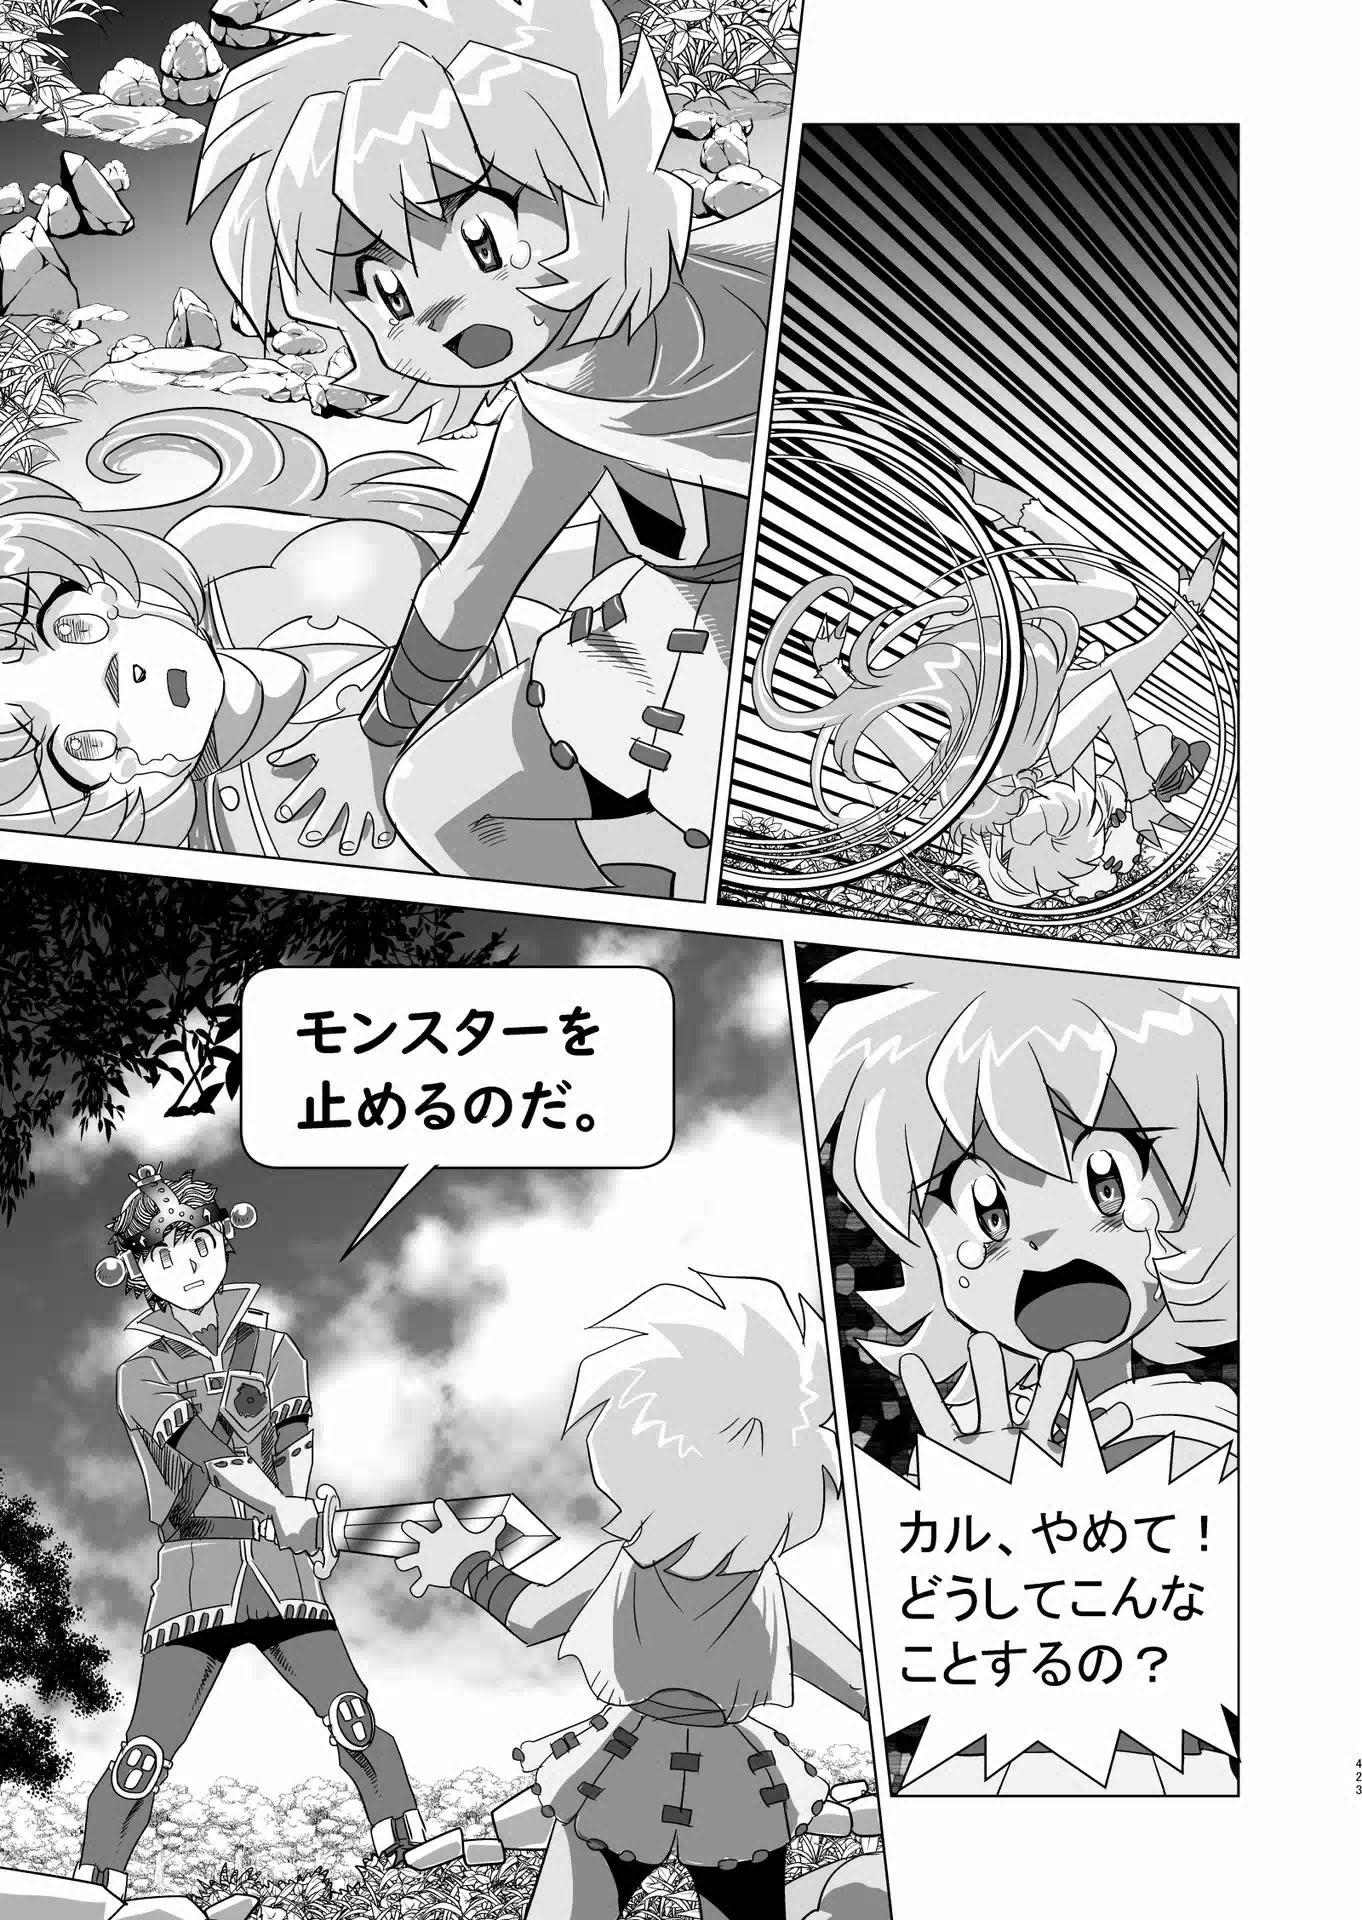 カル、やめて！
どうしてこんな
ことするの？
モンスターを
止めるのだ。
423